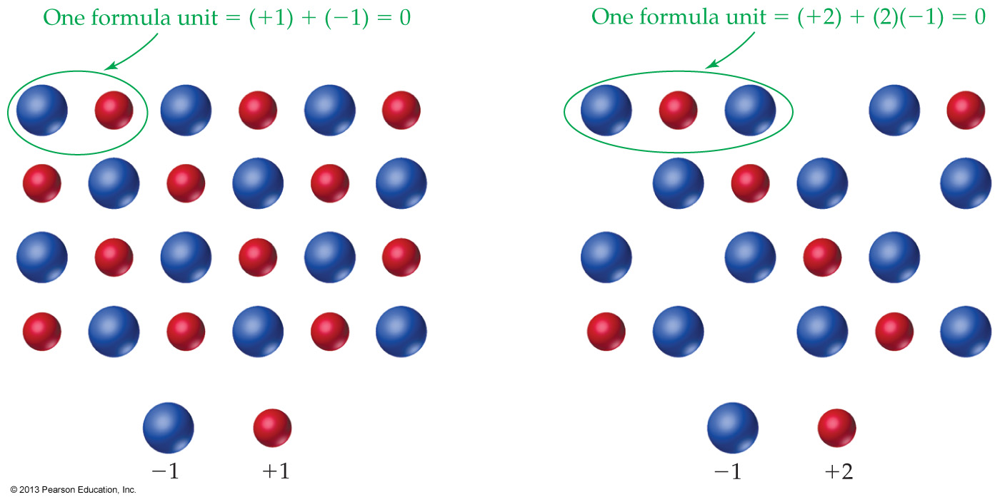 One formula unit = (+1) + (−1) = 0
One formula unit = (+2) + (2)(−1) = 0
−1 +1
−1 +2
© 2013 Pearson Education, Inc.